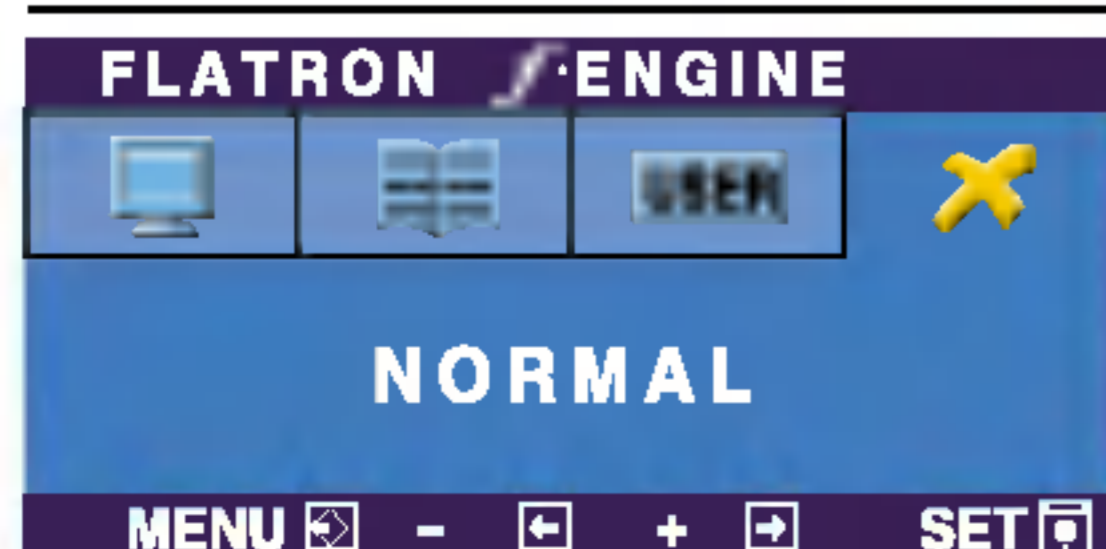 FLATRON f·ENGINE
USER
NORMAL
MENU - + SET